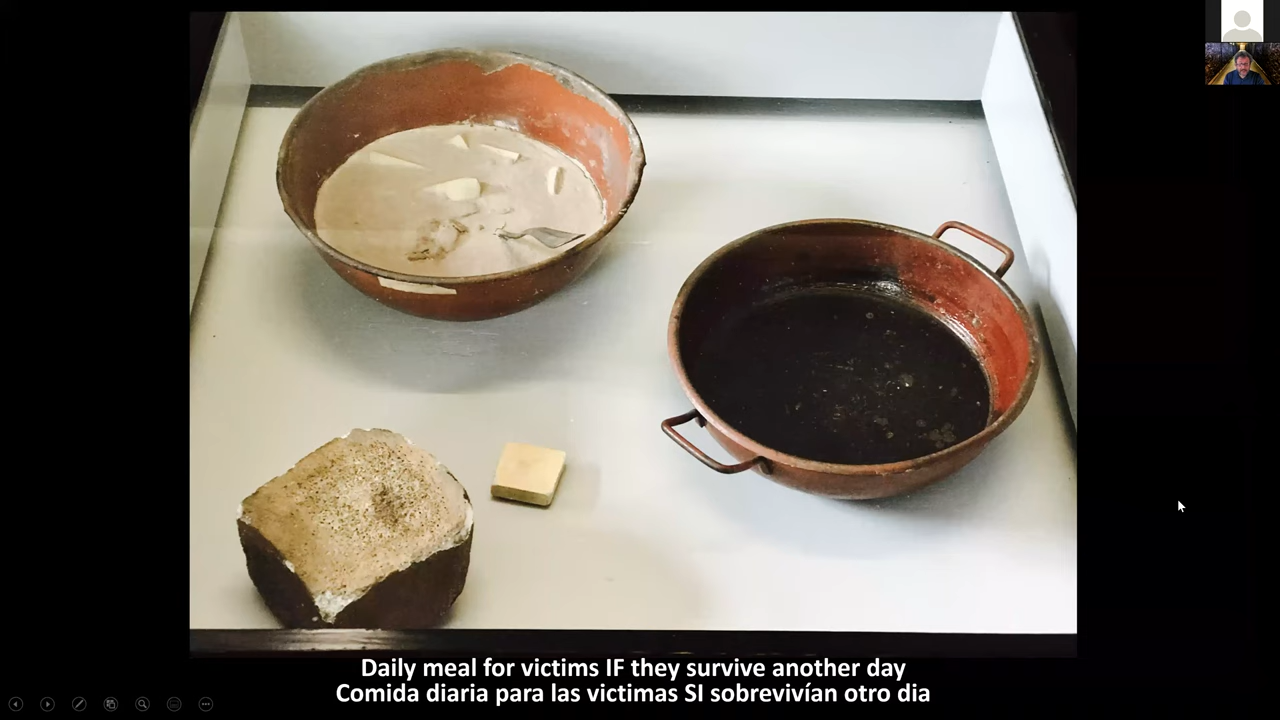 Daily meal for victims IF they survive another day
Comida diaria para las victimas SI sobrevivían otro dia